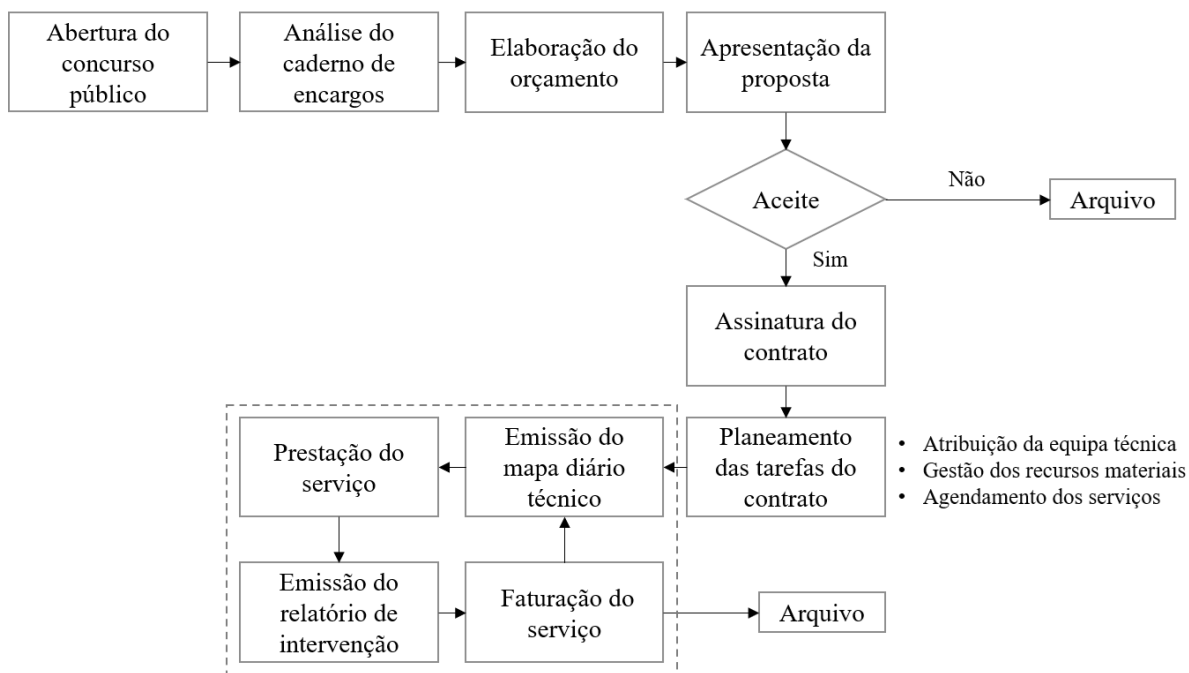 Abertura do
concurso
público
Análise do
caderno de
encargos
Elaboração do
orçamento
Apresentação da
proposta
Aceite
Não
Arquivo
Sim
Assinatura do
contrato
Prestação do
serviço
Emissão do
mapa diário
técnico
Planeamento
das tarefas do
contrato
• Atribuição da equipa técnica
• Gestão dos recursos materiais
• Agendamento dos serviços
Emissão do
relatório de
intervenção
Faturação do
serviço
Arquivo